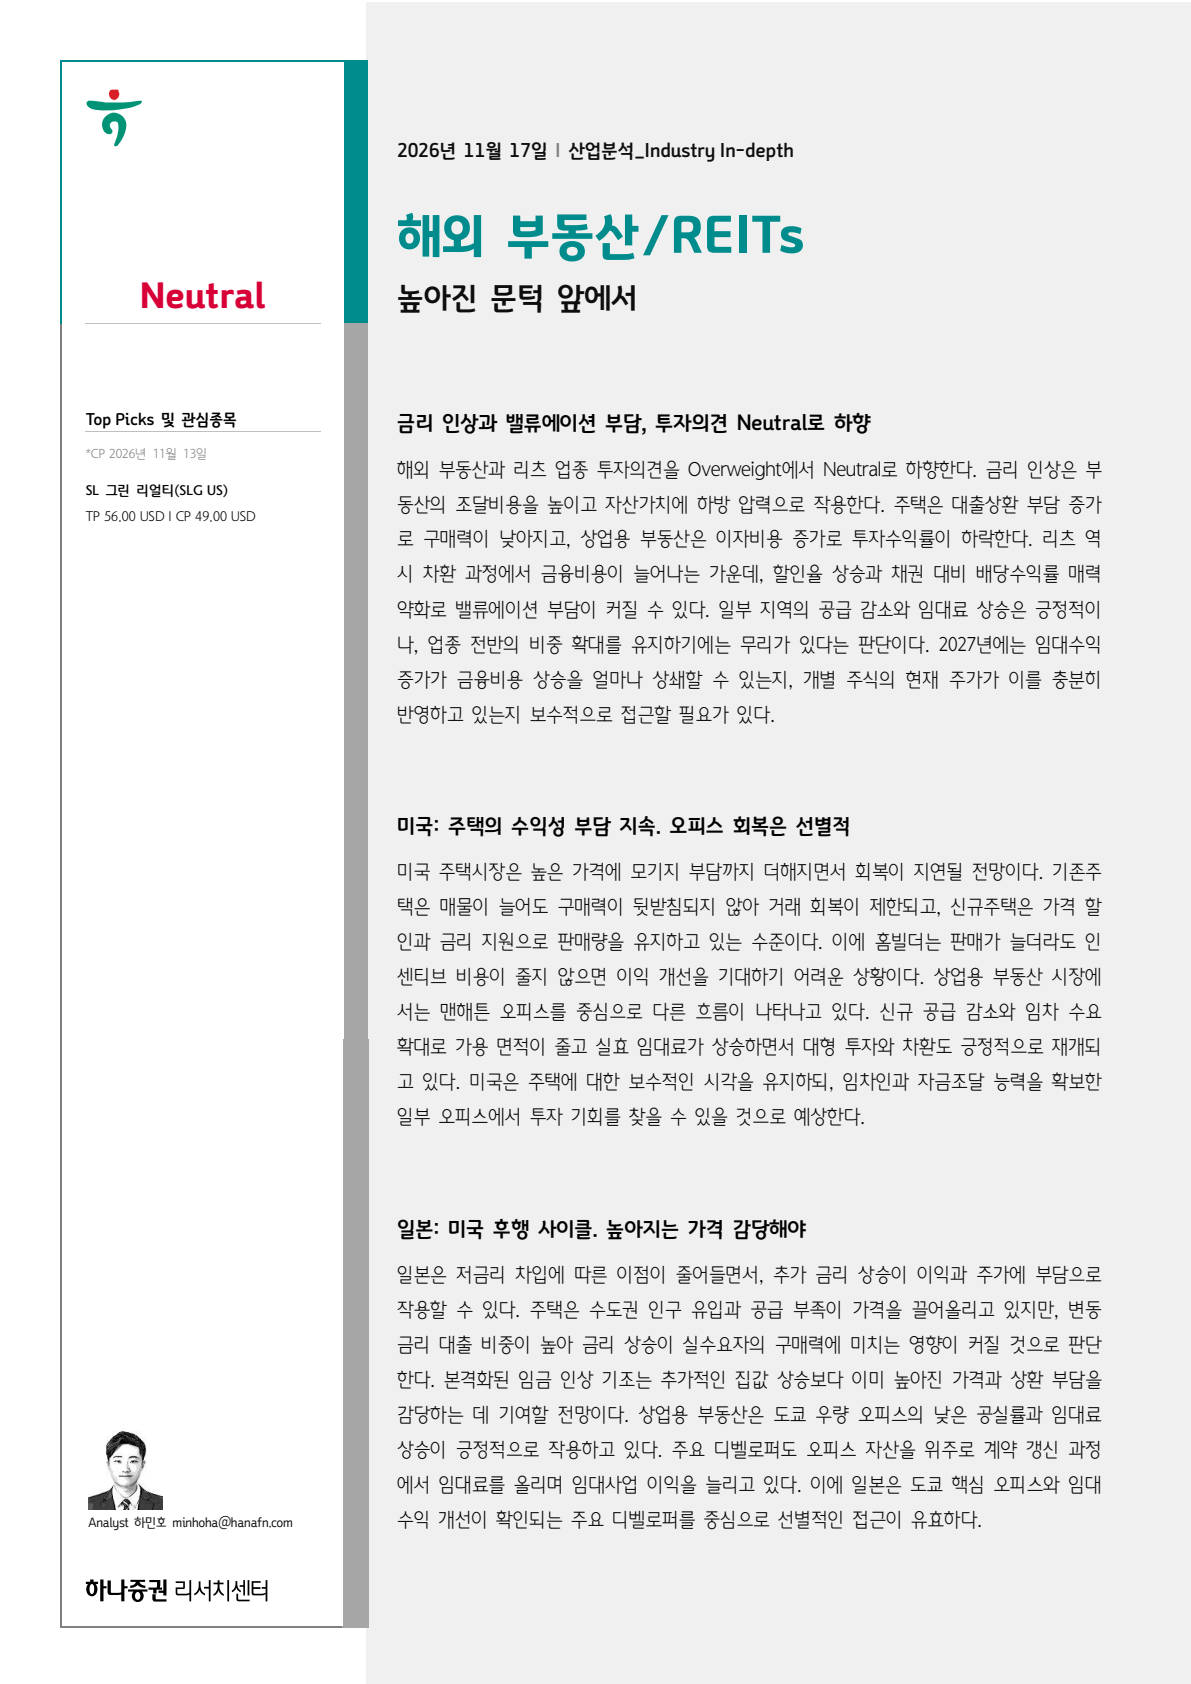 2026년 11월 17일 | 산업분석_Industry In-depth
해외 부동산/REITs
높아진 문턱 앞에서
Neutral
Top Picks 및 관심종목
*CP 2026년 11월 13일
SL 그린 리얼티(SLG US)
TP 56.00 USD | CP 49.00 USD
금리 인상과 밸류에이션 부담, 투자의견 Neutral로 하향
해외 부동산과 리츠 업종 투자의견을 Overweight에서 Neutral로 하향한다. 금리 인상은 부
동산의 조달비용을 높이고 자산가치에 하방 압력으로 작용한다. 주택은 대출상환 부담 증가
로 구매력이 낮아지고, 상업용 부동산은 이자비용 증가로 투자수익률이 하락한다. 리츠 역
시 차환 과정에서 금융비용이 늘어나는 가운데, 할인율 상승과 채권 대비 배당수익률 매력
약화로 밸류에이션 부담이 커질 수 있다. 일부 지역의 공급 감소와 임대료 상승은 긍정적이
나, 업종 전반의 비중 확대를 유지하기에는 무리가 있다는 판단이다. 2027년에는 임대수익
증가가 금융비용 상승을 얼마나 상쇄할 수 있는지, 개별 주식의 현재 주가가 이를 충분히
반영하고 있는지 보수적으로 접근할 필요가 있다.
미국: 주택의 수익성 부담 지속. 오피스 회복은 선별적
미국 주택시장은 높은 가격에 모기지 부담까지 더해지면서 회복이 지연될 전망이다. 기존주
택은 매물이 늘어도 구매력이 뒷받침되지 않아 거래 회복이 제한되고, 신규주택은 가격 할
인과 금리 지원으로 판매량을 유지하고 있는 수준이다. 이에 홈빌더는 판매가 늘더라도 인
센티브 비용이 줄지 않으면 이익 개선을 기대하기 어려운 상황이다. 상업용 부동산 시장에
서는 맨해튼 오피스를 중심으로 다른 흐름이 나타나고 있다. 신규 공급 감소와 임차 수요
확대로 가용 면적이 줄고 실효 임대료가 상승하면서 대형 투자와 차환도 긍정적으로 재개되
고 있다. 미국은 주택에 대한 보수적인 시각을 유지하되, 임차인과 자금조달 능력을 확보한
일부 오피스에서 투자 기회를 찾을 수 있을 것으로 예상한다.
일본: 미국 후행 사이클. 높아지는 가격 감당해야
일본은 저금리 차입에 따른 이점이 줄어들면서, 추가 금리 상승이 이익과 주가에 부담으로
작용할 수 있다. 주택은 수도권 인구 유입과 공급 부족이 가격을 끌어올리고 있지만, 변동
금리 대출 비중이 높아 금리 상승이 실수요자의 구매력에 미치는 영향이 커질 것으로 판단
한다. 본격화된 임금 인상 기조는 추가적인 집값 상승보다 이미 높아진 가격과 상환 부담을
감당하는 데 기여할 전망이다. 상업용 부동산은 도쿄 우량 오피스의 낮은 공실률과 임대료
상승이 긍정적으로 작용하고 있다. 주요 디벨로퍼도 오피스 자산을 위주로 계약 갱신 과정
에서 임대료를 올리며 임대사업 이익을 늘리고 있다. 이에 일본은 도쿄 핵심 오피스와 임대
수익 개선이 확인되는 주요 디벨로퍼를 중심으로 선별적인 접근이 유효하다.
Analyst 하민호 minhoha@hanafn.com
하나증권 리서치센터